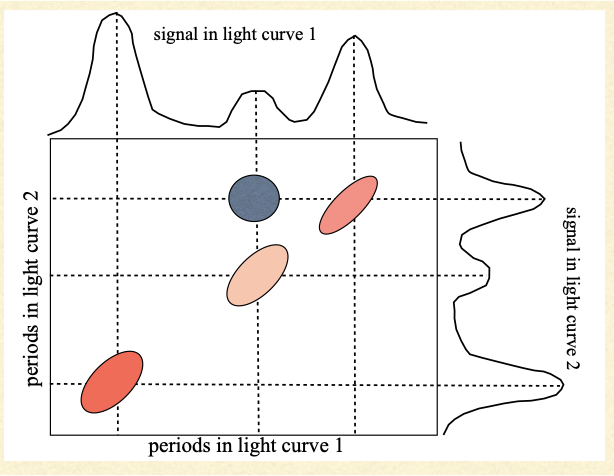 signal in light curve 1
periods in light curve 2
signal in light curve 2
periods in light curve 1